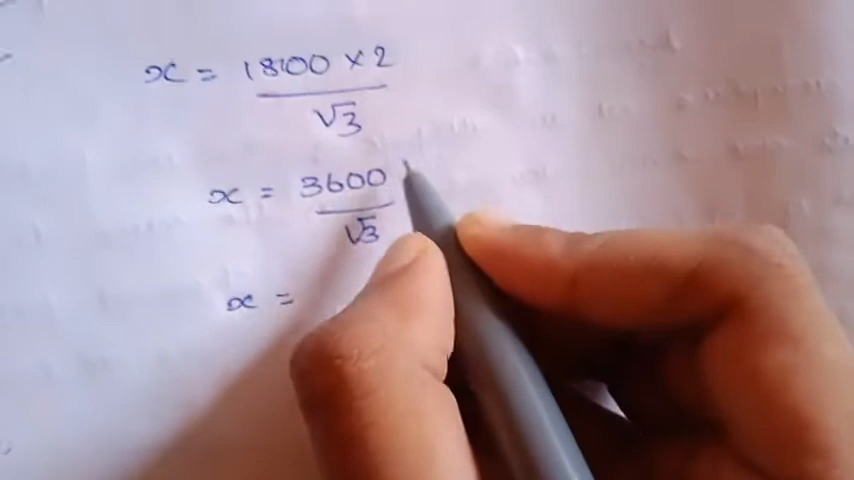 x = 1800 × 2
√3
x = 3600
√3
x =